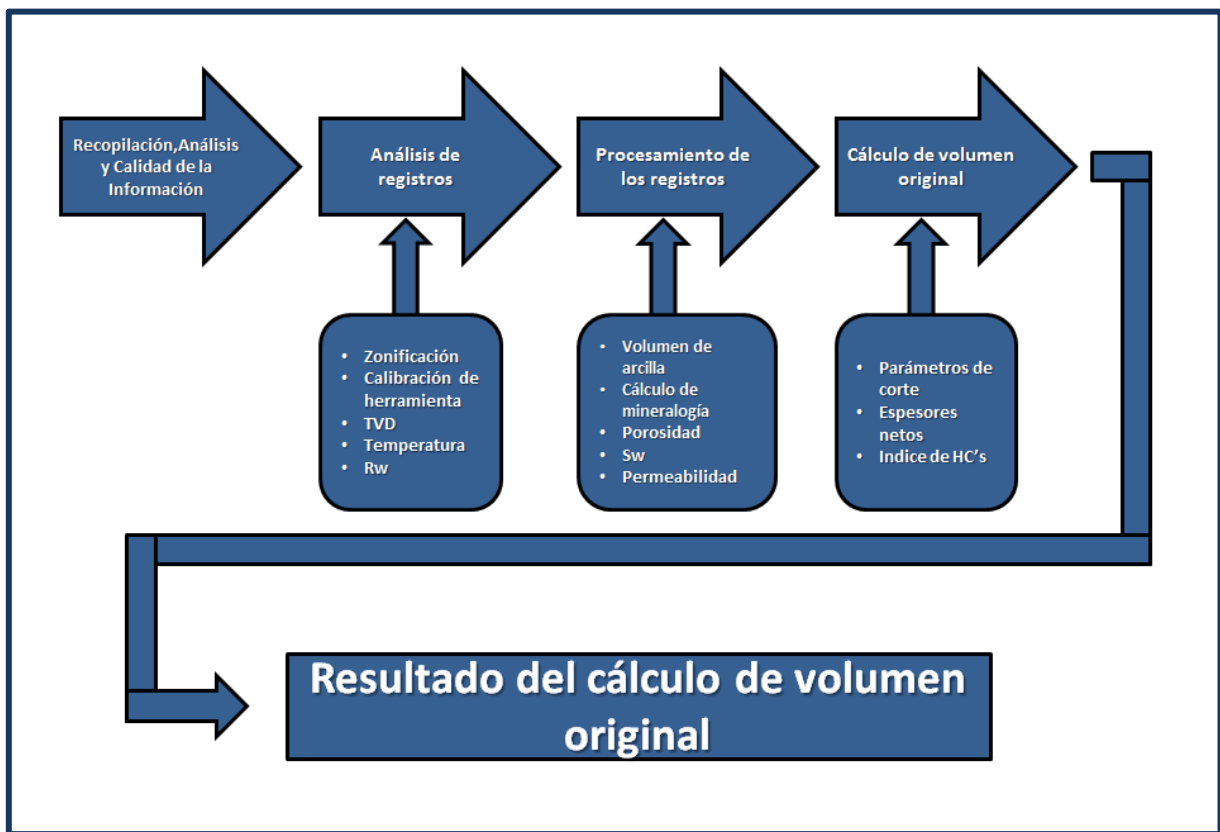 Recopilación,Análisis
y Calidad de la
Información
Análisis de
registros
Procesamiento de
los registros
Cálculo de volumen
original
• Zonificación
• Calibración de
herramienta
• TVD
• Temperatura
• Rw
• Volumen de
arcilla
• Cálculo de
mineralogía
• Porosidad
• Sw
• Permeabilidad
• Parámetros de
corte
• Espesores
netos
• Indice de HC's
Resultado del cálculo de volumen
original